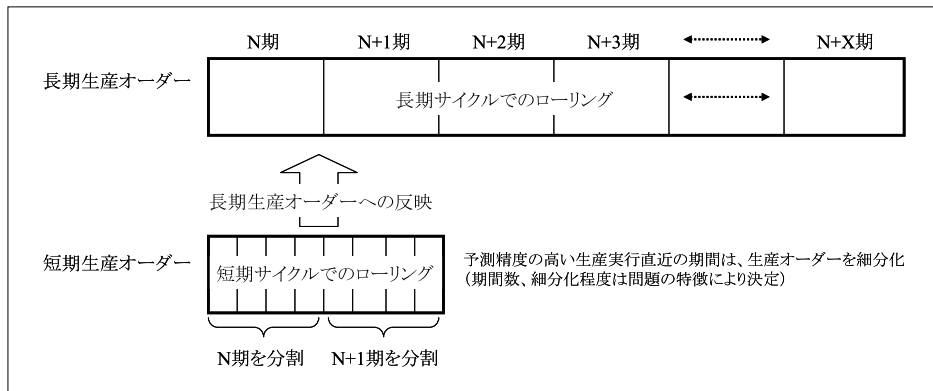 N期 N+1期 N+2期 N+3期 N+X期
長期生産オーダー
長期サイクルでのローリング
長期生産オーダーへの反映
短期生産オーダー
短期サイクルでのローリング
予測精度の高い生産実行直近の期間は、生産オーダーを細分化
(期間数、細分化程度は問題の特徴により決定)
N期を分割 N+1期を分割